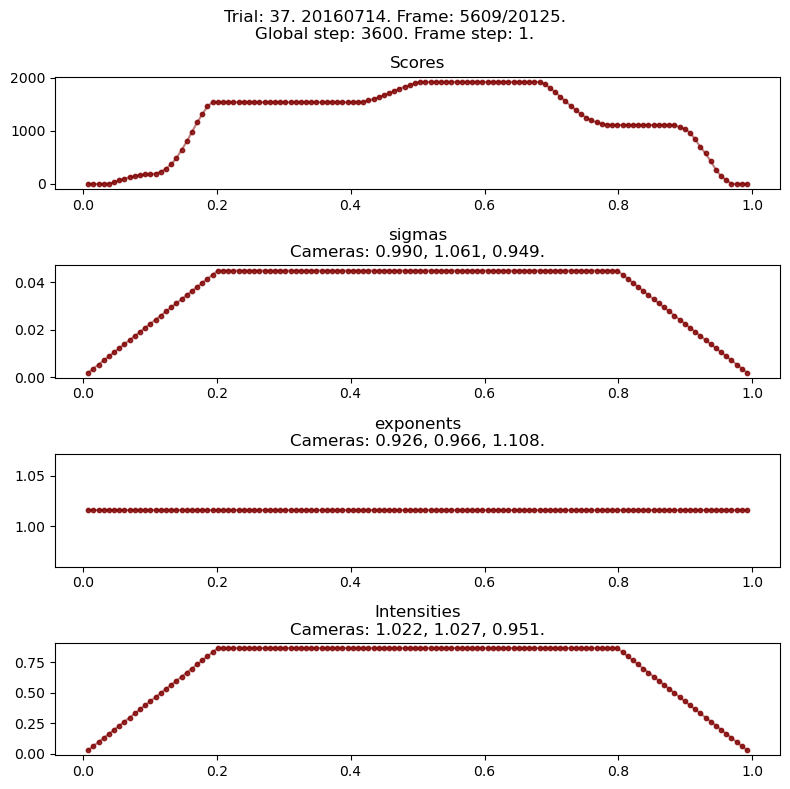 Trial: 37. 20160714. Frame: 5609/20125.
Global step: 3600. Frame step: 1.
Scores
2000
1000
0
0.0 0.2 0.4 0.6 0.8 1.0
sigmas
Cameras: 0.990, 1.061, 0.949.
0.04
0.02
0.00
0.0 0.2 0.4 0.6 0.8 1.0
exponents
Cameras: 0.926, 0.966, 1.108.
1.05
1.00
0.0 0.2 0.4 0.6 0.8 1.0
Intensities
Cameras: 1.022, 1.027, 0.951.
0.75
0.50
0.25
0.00
0.0 0.2 0.4 0.6 0.8 1.0